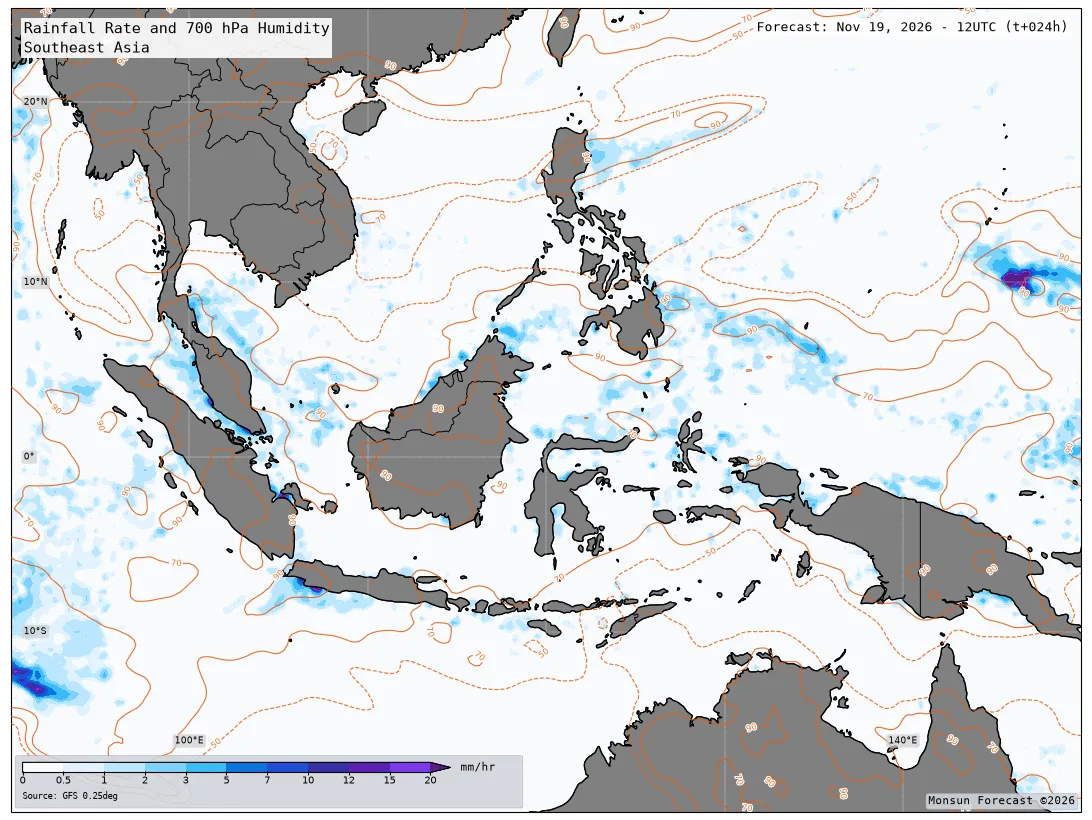 Rainfall Rate and 700 hPa Humidity
Southeast Asia
Forecast: Nov 19, 2026 - 12UTC (t+024h)
20°N
10°N
0°
10°S
100°E
140°E
0 0.5 1 2 3 5 7 10 12 15 20 mm/hr
Source: GFS 0.25deg
Monsun Forecast ©2026